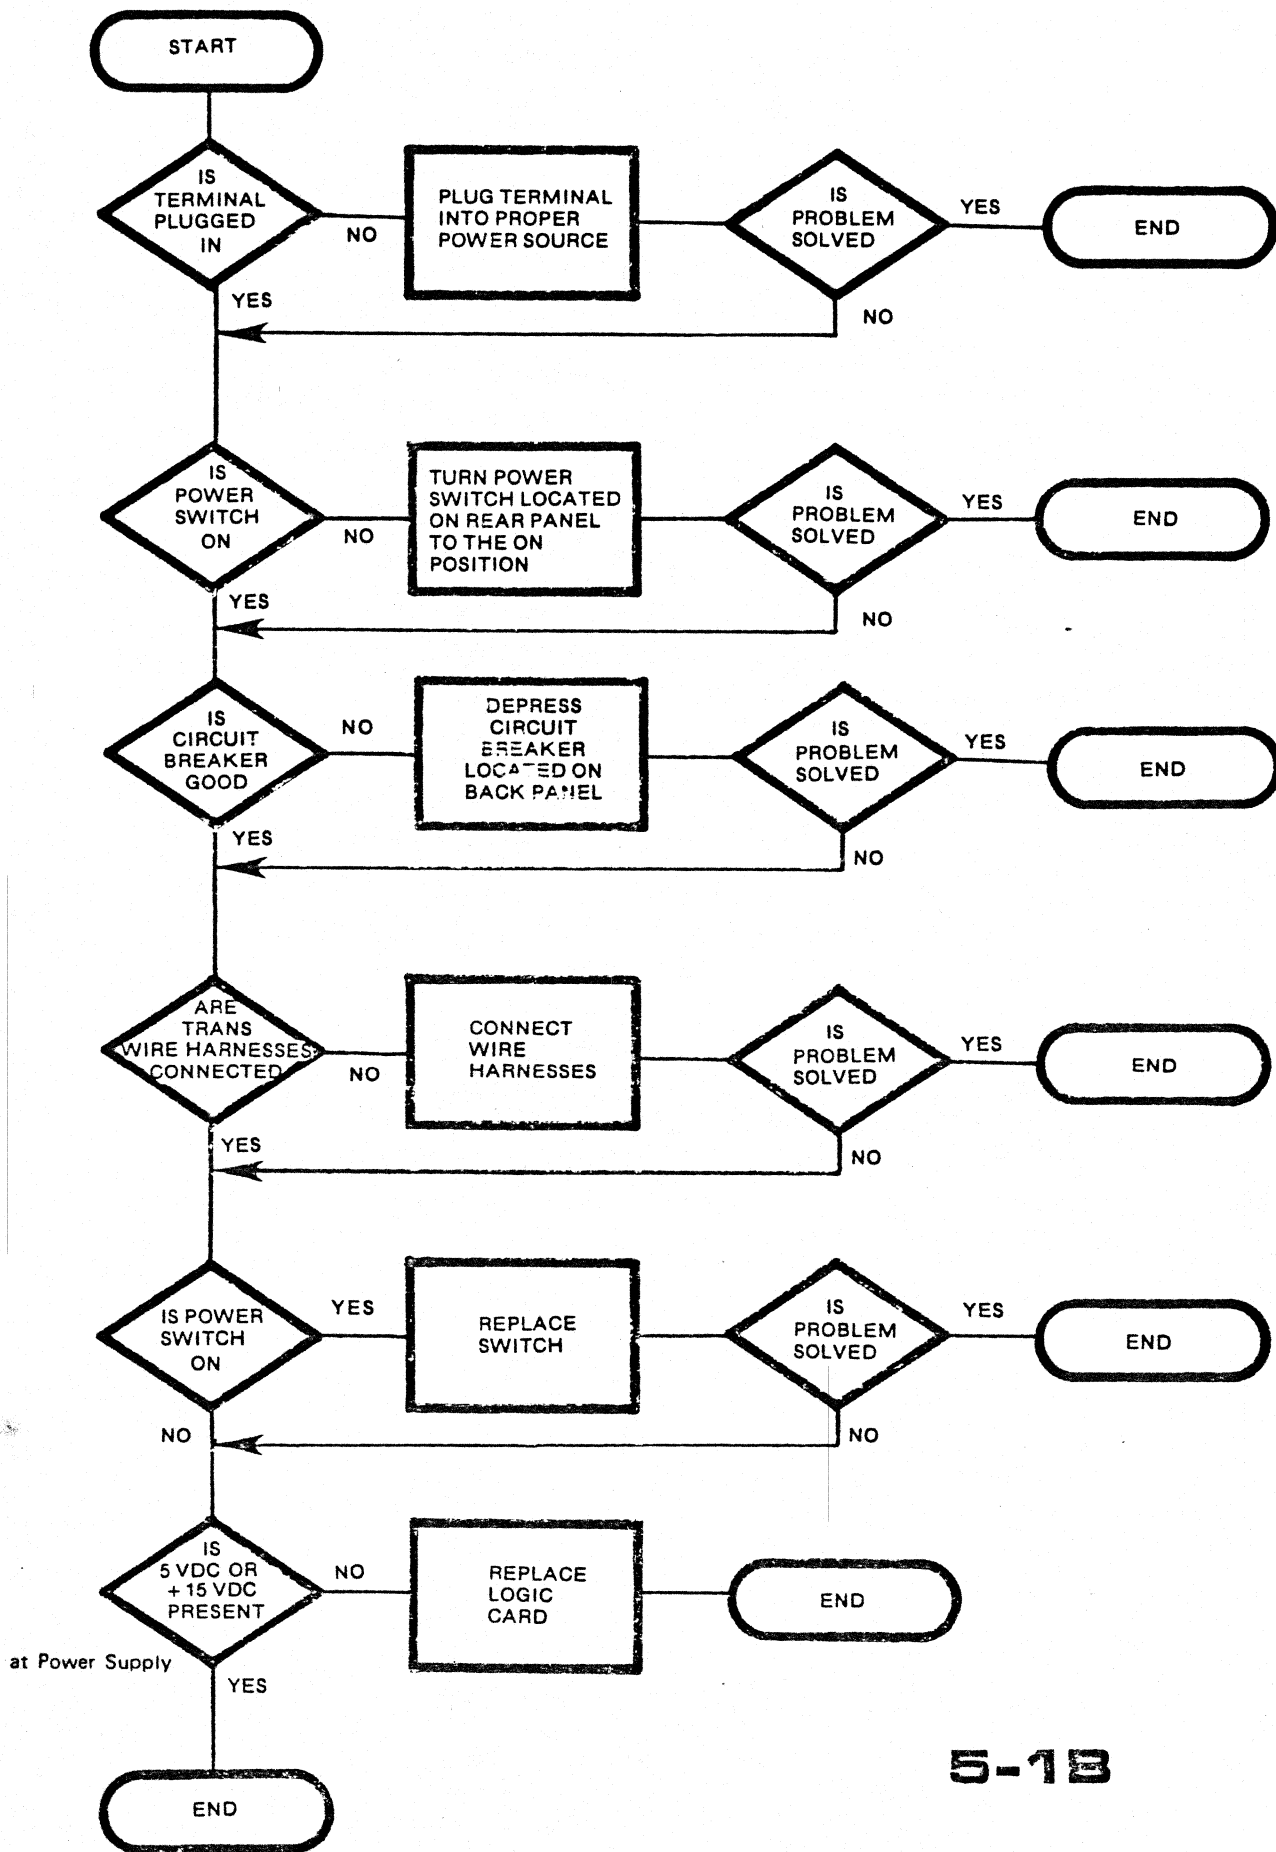 START
IS
TERMINAL
PLUGGED
IN
NO
YES
PLUG TERMINAL
INTO PROPER
POWER SOURCE
IS
PROBLEM
SOLVED
YES
NO
END
IS
POWER
SWITCH
ON
NO
YES
TURN POWER
SWITCH LOCATED
ON REAR PANEL
TO THE ON
POSITION
IS
PROBLEM
SOLVED
YES
NO
END
IS
CIRCUIT
BREAKER
GOOD
NO
YES
DEPRESS
CIRCUIT
BREAKER
LOCATED ON
BACK PANEL
IS
PROBLEM
SOLVED
YES
NO
END
ARE
TRANS
WIRE HARNESSES
CONNECTED
NO
YES
CONNECT
WIRE
HARNESSES
IS
PROBLEM
SOLVED
YES
NO
END
IS POWER
SWITCH
ON
YES
NO
REPLACE
SWITCH
IS
PROBLEM
SOLVED
YES
NO
END
IS
5 VDC OR
+ 15 VDC
PRESENT
at Power Supply
NO
YES
REPLACE
LOGIC
CARD
END
END
5-18